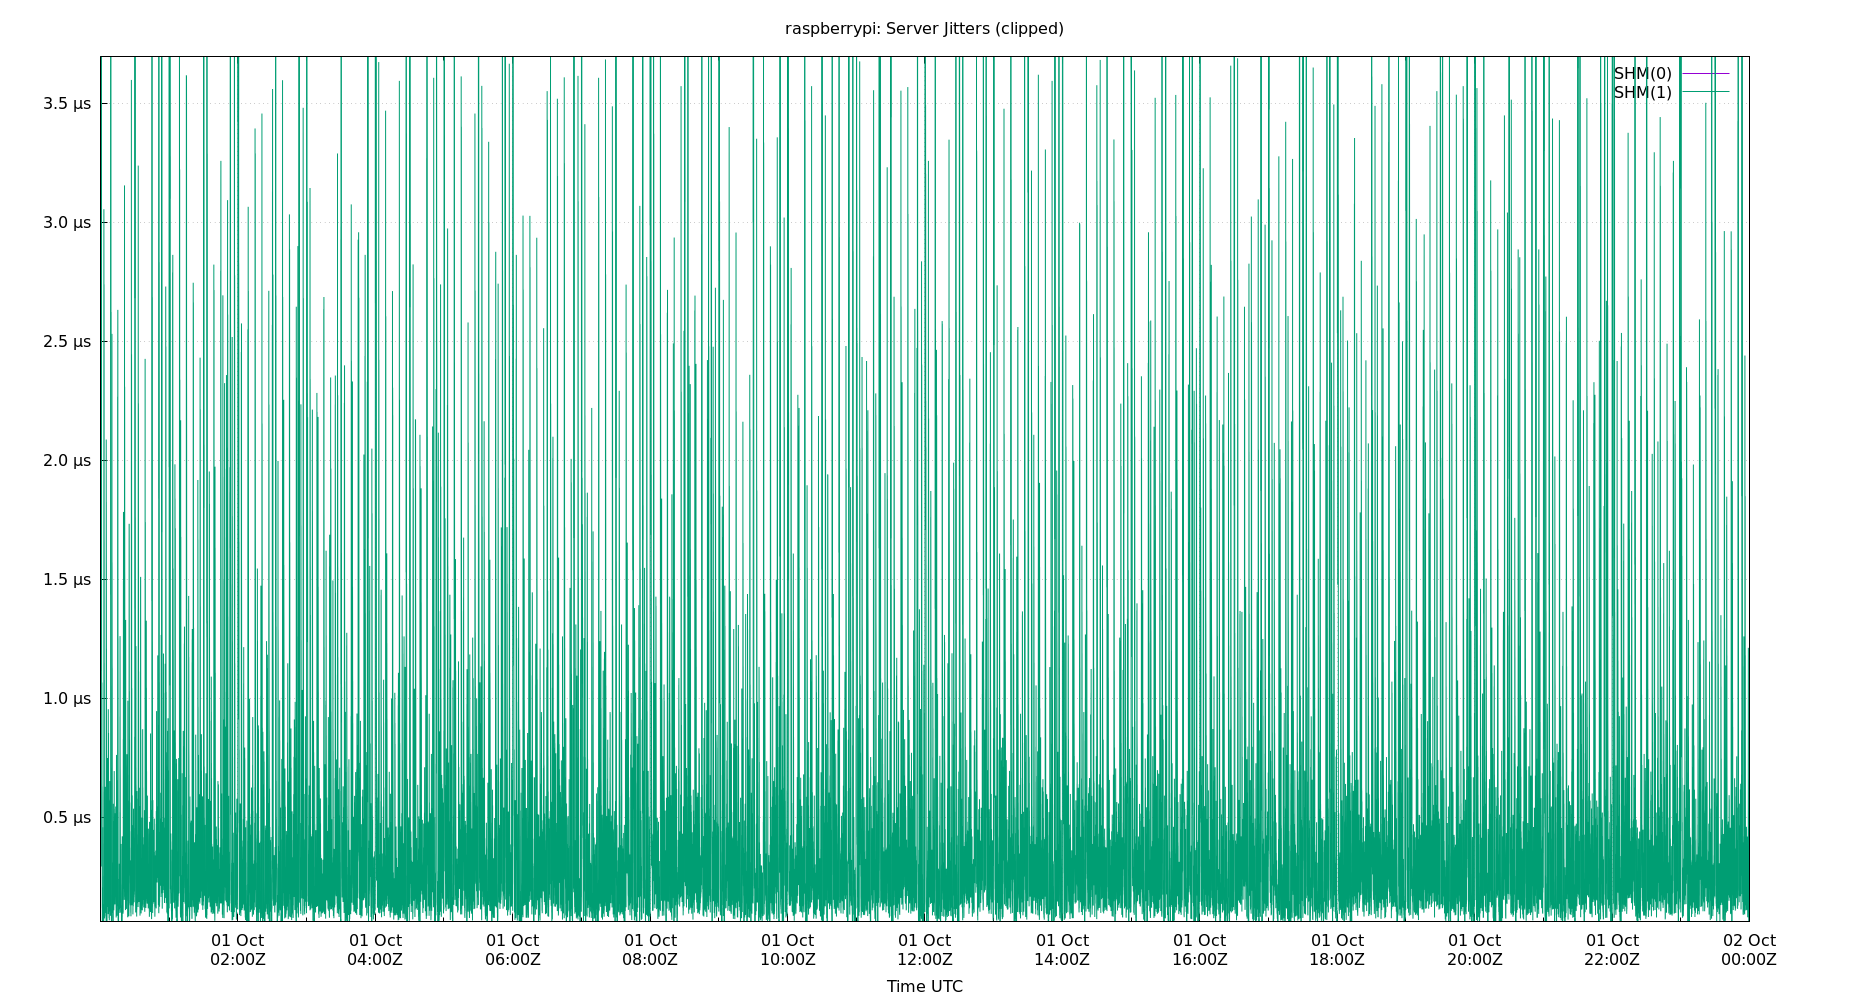 raspberrypi: Server Jitters (clipped)
SHM(0)
SHM(1)
3.5 µs
3.0 µs
2.5 µs
2.0 µs
1.5 µs
1.0 µs
0.5 µs
01 Oct 01 Oct 01 Oct 01 Oct 01 Oct 01 Oct 01 Oct 01 Oct 01 Oct 01 Oct 01 Oct 02 Oct
02:00Z 04:00Z 06:00Z 08:00Z 10:00Z 12:00Z 14:00Z 16:00Z 18:00Z 20:00Z 22:00Z 00:00Z
Time UTC